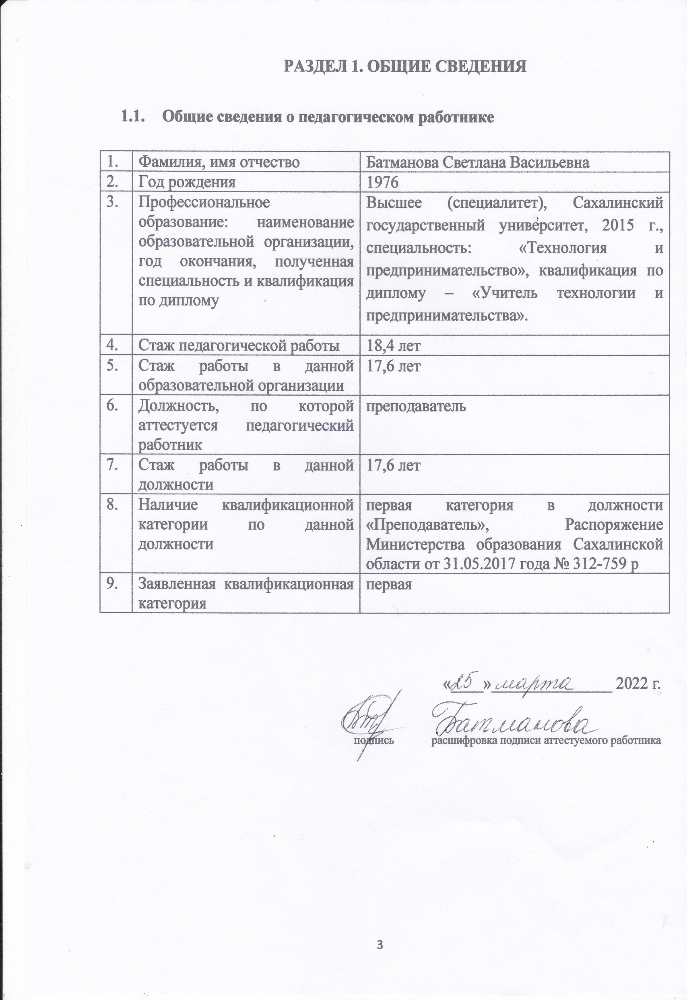 РАЗДЕЛ 1. ОБЩИЕ СВЕДЕНИЯ
1.1. Общие сведения о педагогическом работнике
1. Фамилия, имя отчество Батманова Светлана Васильевна
2. Год рождения 1976
3. Профессиональное
образование: наименование
образовательной организации,
год окончания, полученная
специальность и квалификация
по диплому
Высшее (специалитет), Сахалинский
государственный университет, 2015 г.,
специальность: «Технология и
предпринимательство», квалификация по
диплому – «Учитель технологии и
предпринимательства».
4. Стаж педагогической работы 18,4 лет
5. Стаж работы в данной
образовательной организации
17,6 лет
6. Должность, по которой
аттестуется педагогический
работник
преподаватель
7. Стаж работы в данной
должности
17,6 лет
8. Наличие квалификационной
категории по данной
должности
первая категория в должности
«Преподаватель», Распоряжение
Министерства образования Сахалинской
области от 31.05.2017 года № 312-759 р
9. Заявленная квалификационная
категория
первая
«25» марта 2022 г.
Батманова
подпись расшифровка подписи аттестуемого работника
3